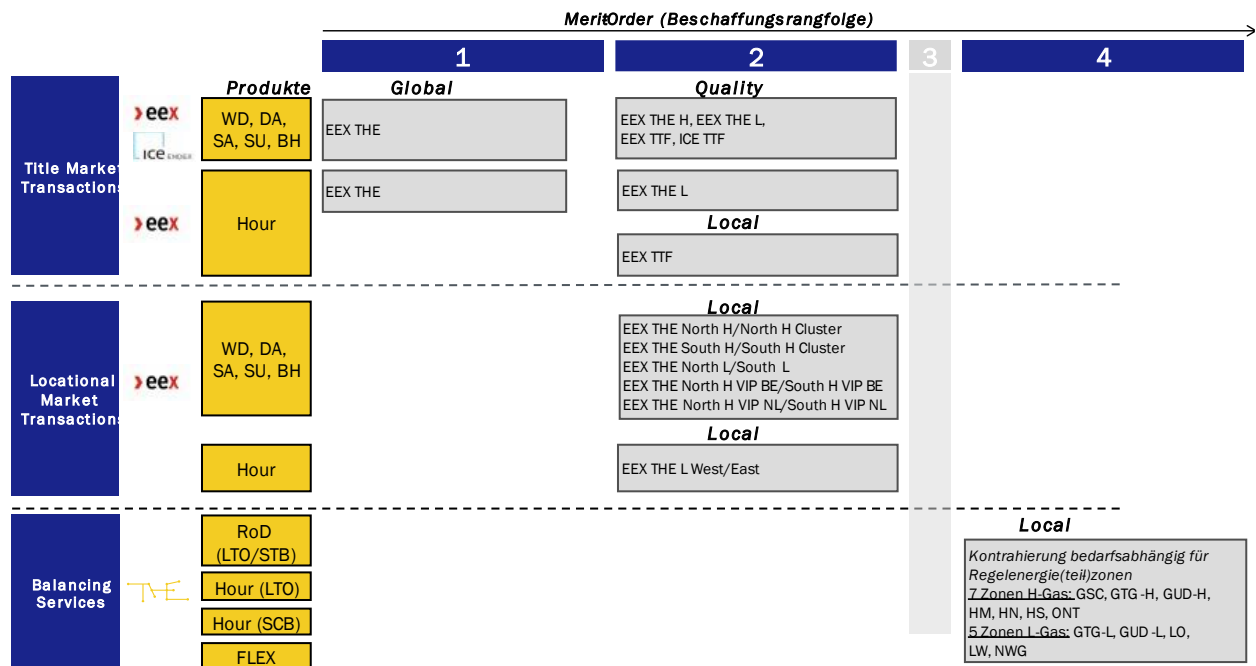 MeritOrder (Beschaffungsrangfolge)
1
2
3
4
Produkte
Global
Quality
Title Market
Transactions
eex
ICE ENDEX
WD, DA,
SA, SU, BH
EEX THE
EEX THE H, EEX THE L,
EEX TTF, ICE TTF
eex
Hour
EEX THE
EEX THE L
Local
EEX TTF
Locational
Market
Transactions
eex
WD, DA,
SA, SU, BH
Local
EEX THE North H/North H Cluster
EEX THE South H/South H Cluster
EEX THE North L/South L
EEX THE North H VIP BE/South H VIP BE
EEX THE North H VIP NL/South H VIP NL
Local
Hour
EEX THE L West/East
Balancing
Services
THE
RoD
(LTO/STB)
Hour (LTO)
Hour (SCB)
FLEX
Local
Kontrahierung bedarfsabhängig für
Regelenergie(teil)zonen
7 Zonen H-Gas: GSC, GTG-H, GUD-H,
HM, HN, HS, ONT
5 Zonen L-Gas: GTG-L, GUD-L, LO,
LW, NWG